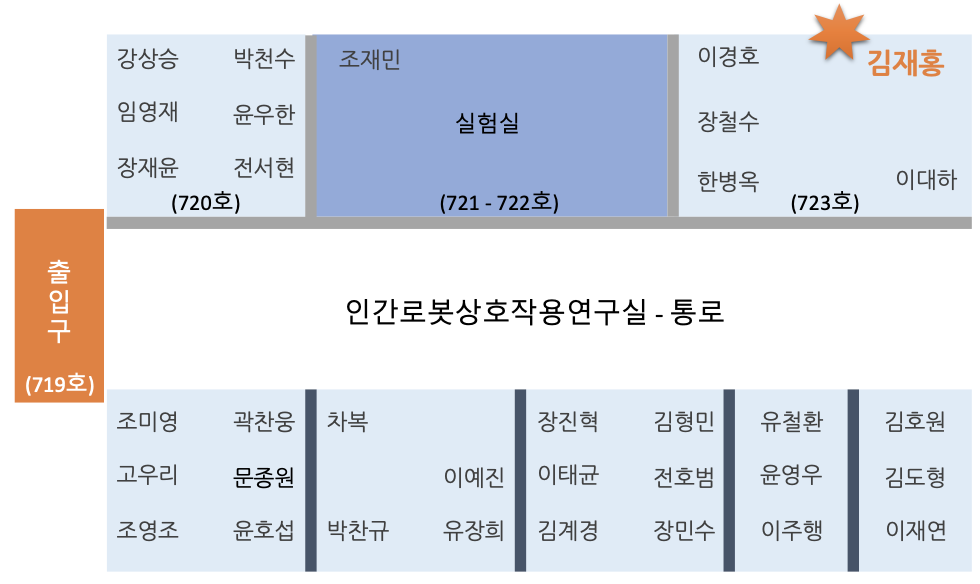 강상승 박천수
임영재 윤우한
장재윤 전서현
(720호)
조재민
실험실
(721 - 722호)
이경호 김재홍
장철수
한병옥 이대하
(723호)
출입구
(719호)
인간로봇상호작용연구실 - 통로
조미영 곽찬웅
고우리 문종원
조영조 윤호섭
차복
이예진
박찬규 유장희
장진혁 김형민
이태균 전호범
김계경 장민수
유철환
윤영우
이주행
김호원
김도형
이재연